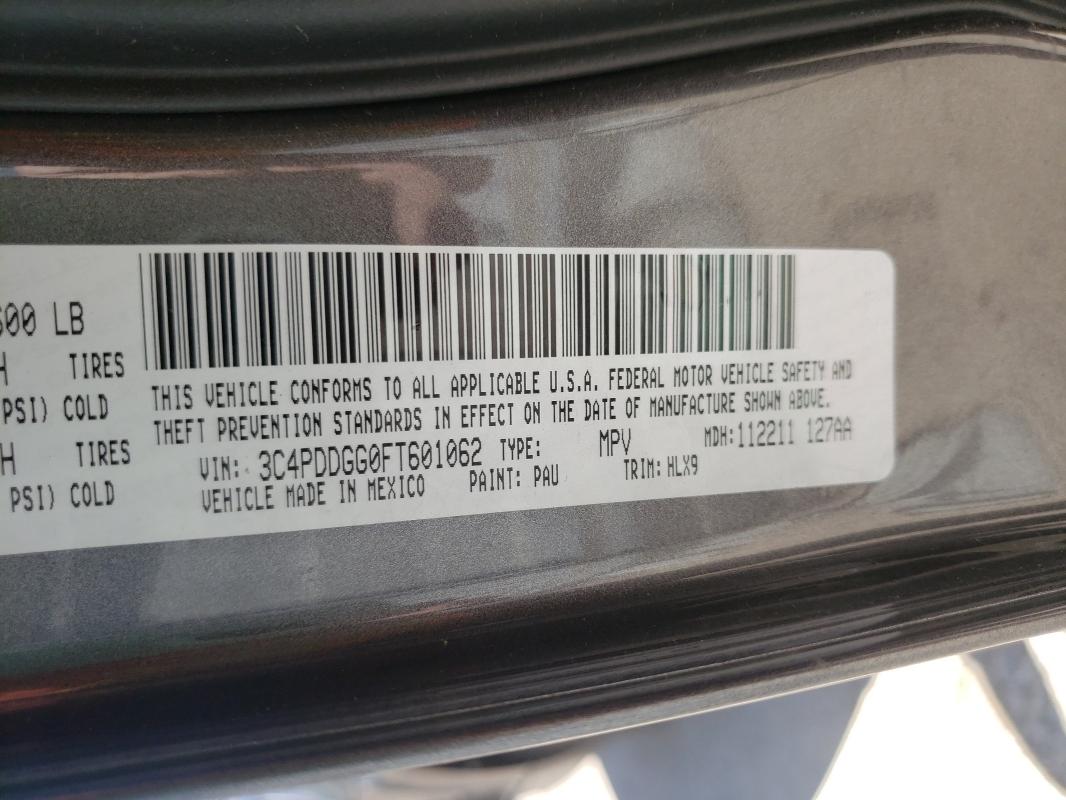 600 LB
H TIRES
PSI) COLD
H TIRES
PSI) COLD
THIS VEHICLE CONFORMS TO ALL APPLICABLE U.S.A. FEDERAL MOTOR VEHICLE SAFETY AND
THEFT PREVENTION STANDARDS IN EFFECT ON THE DATE OF MANUFACTURE SHOWN ABOVE.
VIN: 3C4PDDGG0FT601062 TYPE: MPV MDH: 112211 127AA
VEHICLE MADE IN MEXICO PAINT: PAU TRIM: HLX9